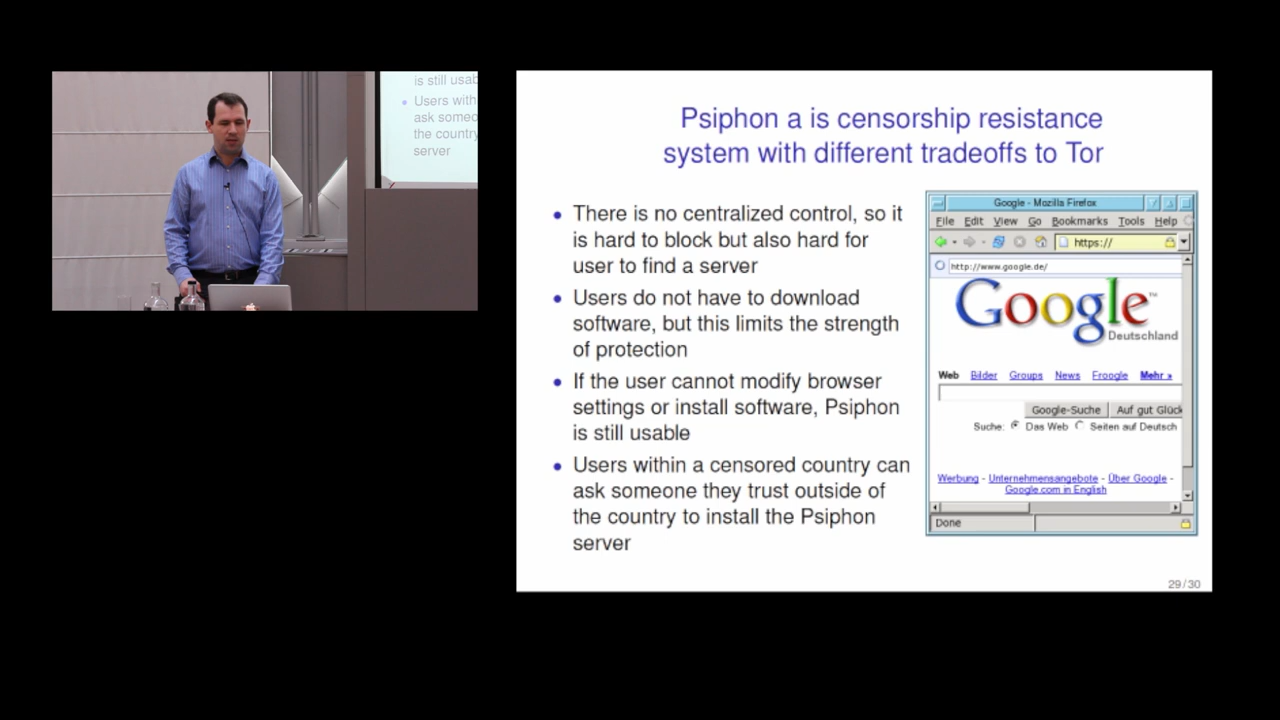 is still usab
• Users with
ask someo
the country
server
Psiphon a is censorship resistance
system with different tradeoffs to Tor
• There is no centralized control, so it
is hard to block but also hard for
user to find a server
• Users do not have to download
software, but this limits the strength
of protection
• If the user cannot modify browser
settings or install software, Psiphon
is still usable
• Users within a censored country can
ask someone they trust outside of
the country to install the Psiphon
server
Google - Mozilla Firefox
File Edit View Go Bookmarks Tools Help
https://
http://www.google.de/
Google™
Deutschland
Web Bilder Groups News Froogle Mehr »
Google-Suche Auf gut Glück
Suche: Das Web Seiten auf Deutsch
Werbung - Unternehmensangebote - Über Google -
Google.com in English
Done
29/30